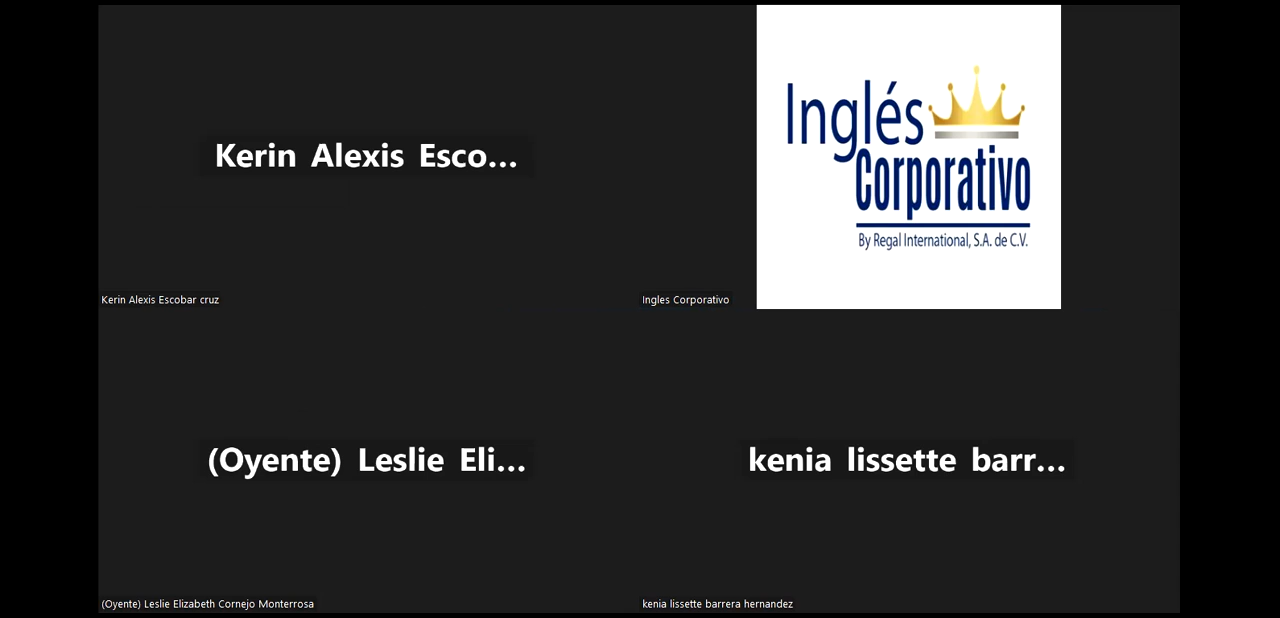 Kerin Alexis Esco...
Kerin Alexis Escobar cruz
Inglés
Corporativo
By Regal International, S.A. de C.V.
Ingles Corporativo
(Oyente) Leslie Eli...
(Oyente) Leslie Elizabeth Cornejo Monterrosa
kenia lissette barr...
kenia lissette barrera hernandez